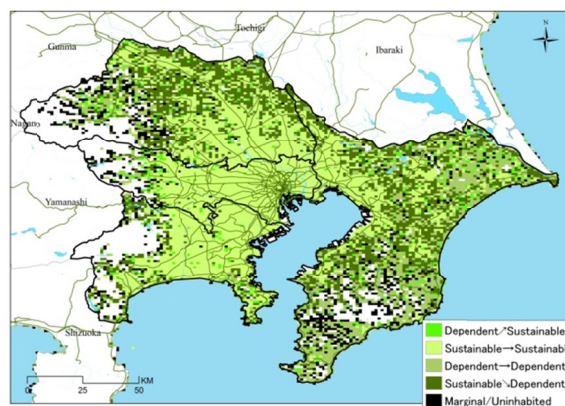 Tochigi
Gunma
Ibaraki
N
Nagano
Yamanashi
Shizuoka
0 25 50
KM
Dependent↗Sustainable
Sustainable→Sustainable
Dependent→Dependent
Sustainable↘Dependent
Marginal/Uninhabited